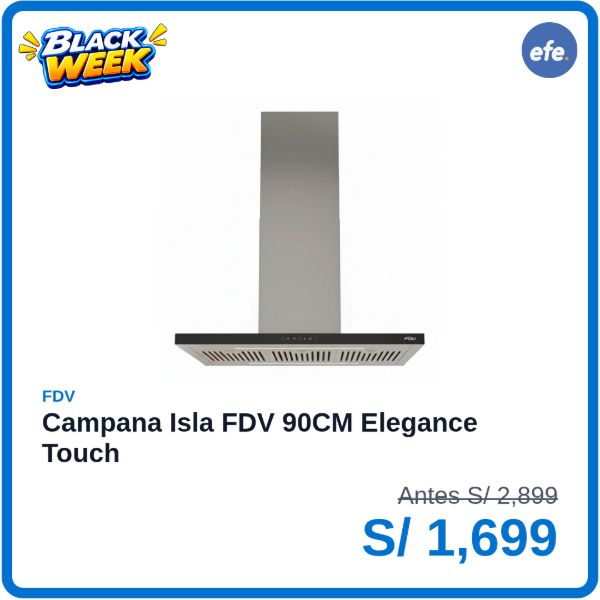 BLACK
WEEK
efe.
FDV
FDV
Campana Isla FDV 90CM Elegance
Touch
Antes S/ 2,899
S/ 1,699